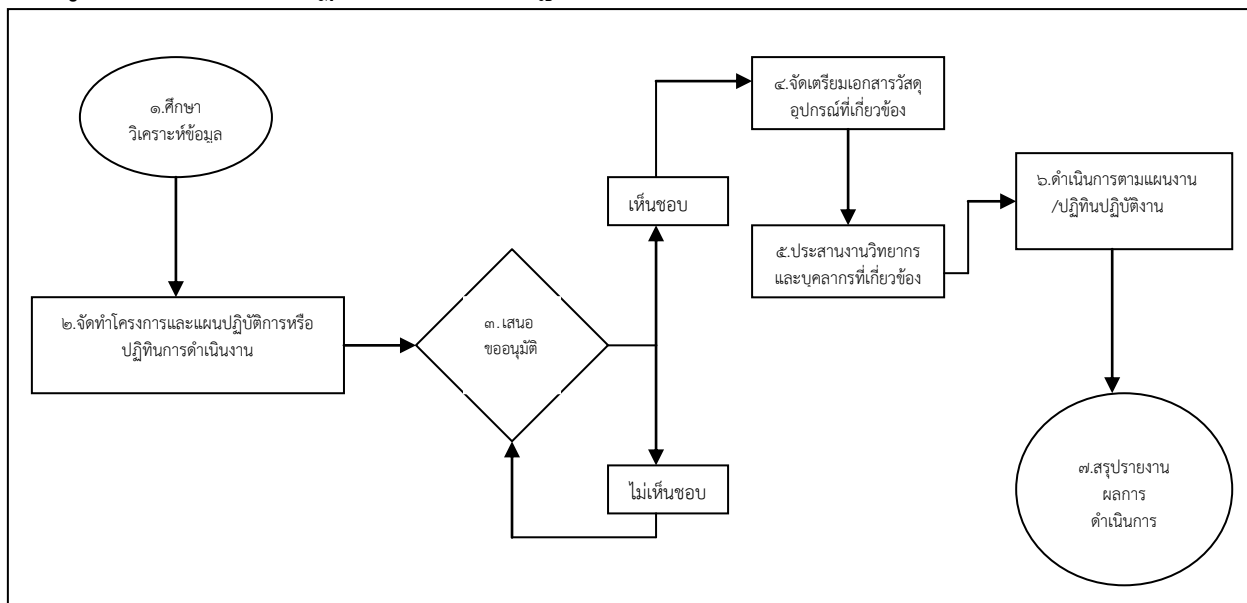 ๑.ศึกษา
วิเคราะห์ข้อมูล
๒.จัดทำโครงการและแผนปฏิบัติการหรือ
ปฏิทินการดำเนินงาน
๓.เสนอ
ขออนุมัติ
เห็นชอบ
ไม่เห็นชอบ
๔.จัดเตรียมเอกสารวัสดุ
อุปกรณ์ที่เกี่ยวข้อง
๕.ประสานงานวิทยากร
และบุคลากรที่เกี่ยวข้อง
๖.ดำเนินการตามแผนงาน
/ปฏิทินปฏิบัติงาน
๗.สรุปรายงาน
ผลการ
ดำเนินการ